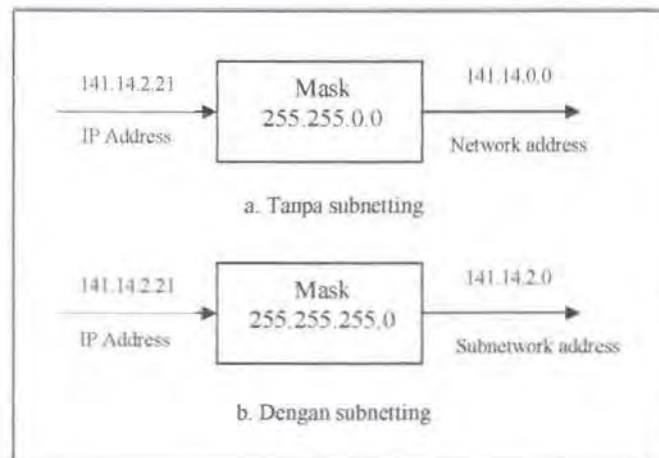 141.14.2.21
IP Address
Mask
255.255.0.0
141.14.0.0
Network address
a. Tanpa subnetting
141.14.2.21
IP Address
Mask
255.255.255.0
141.14.2.0
Subnetwork address
b. Dengan subnetting